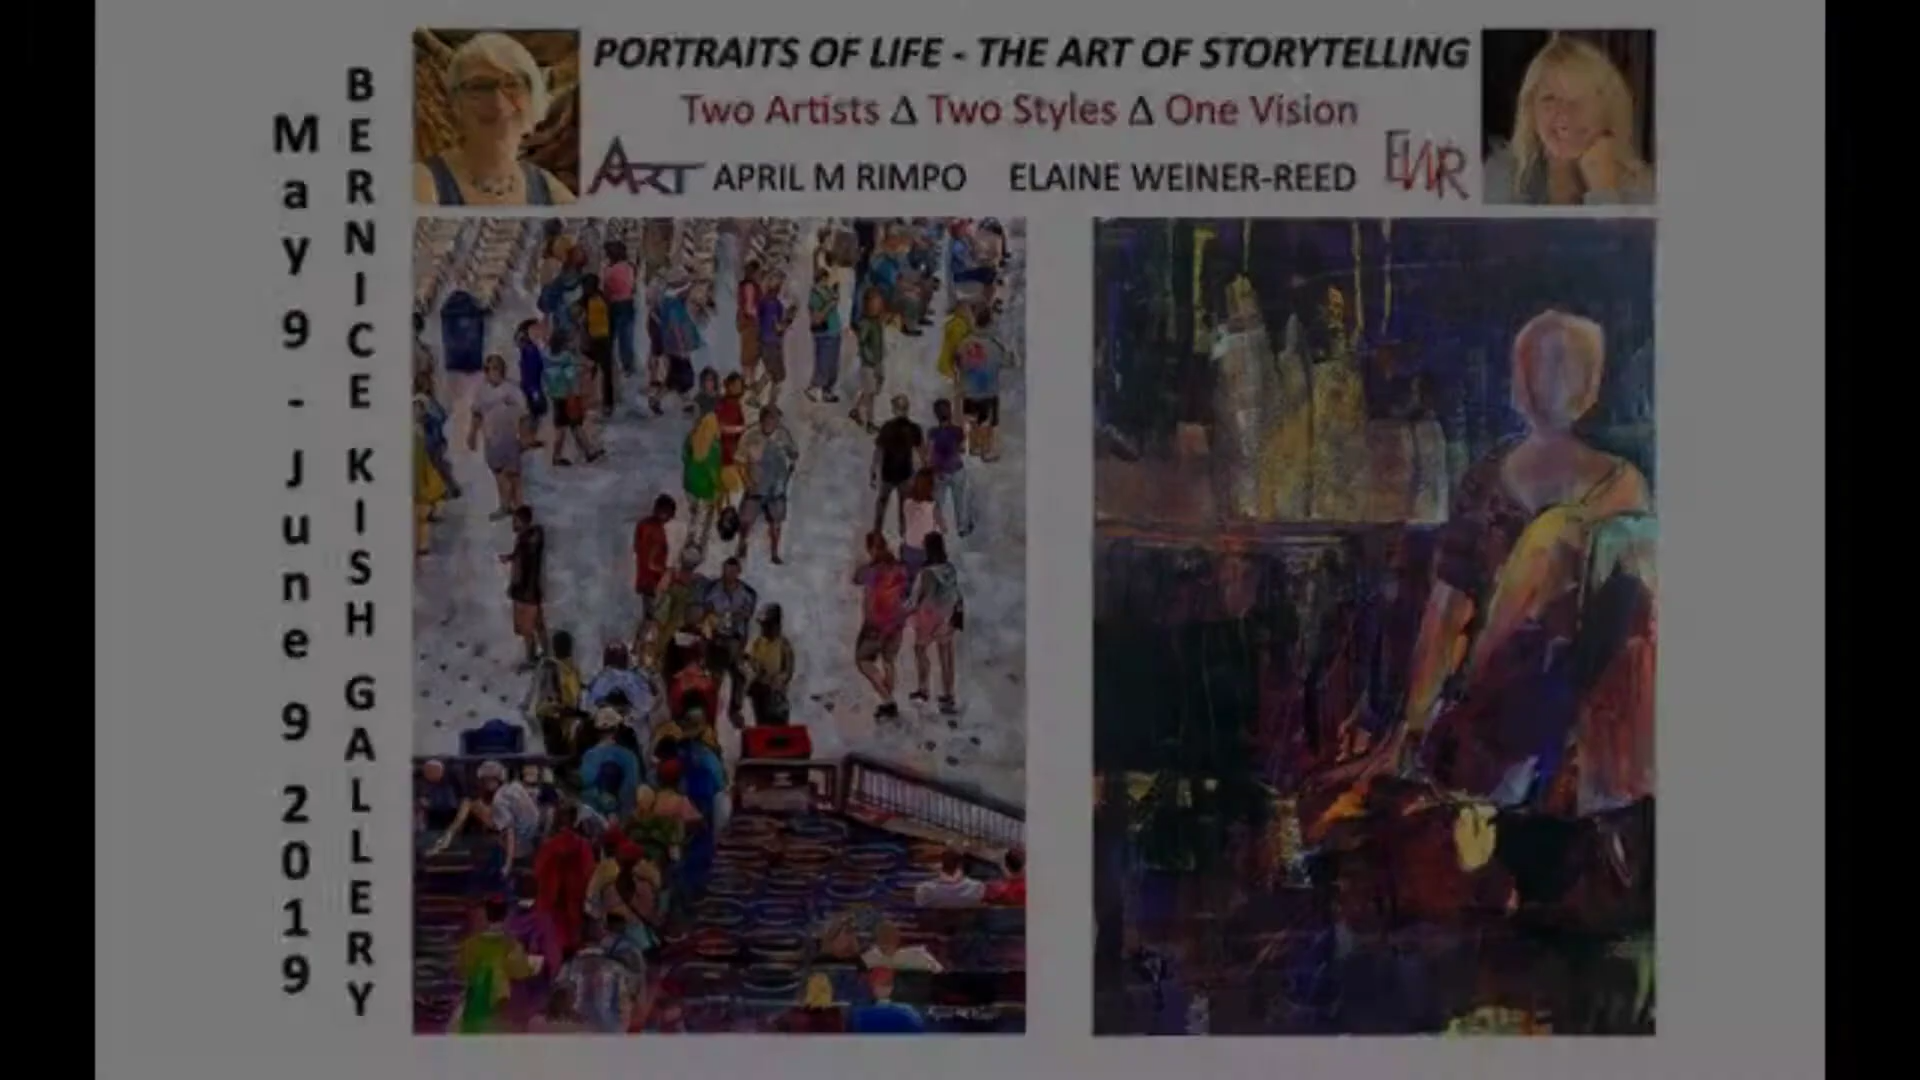 May 9 - June 9 2019
BERNICE KISH GALLERY
PORTRAITS OF LIFE - THE ART OF STORYTELLING
Two Artists Δ Two Styles Δ One Vision
ART APRIL M RIMPO ELAINE WEINER-REED EWR